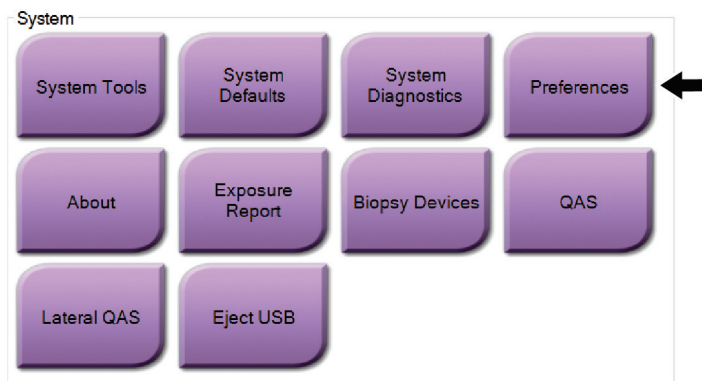 System
System Tools
System
Defaults
System
Diagnostics
Preferences
About
Exposure
Report
Biopsy Devices
QAS
Lateral QAS
Eject USB